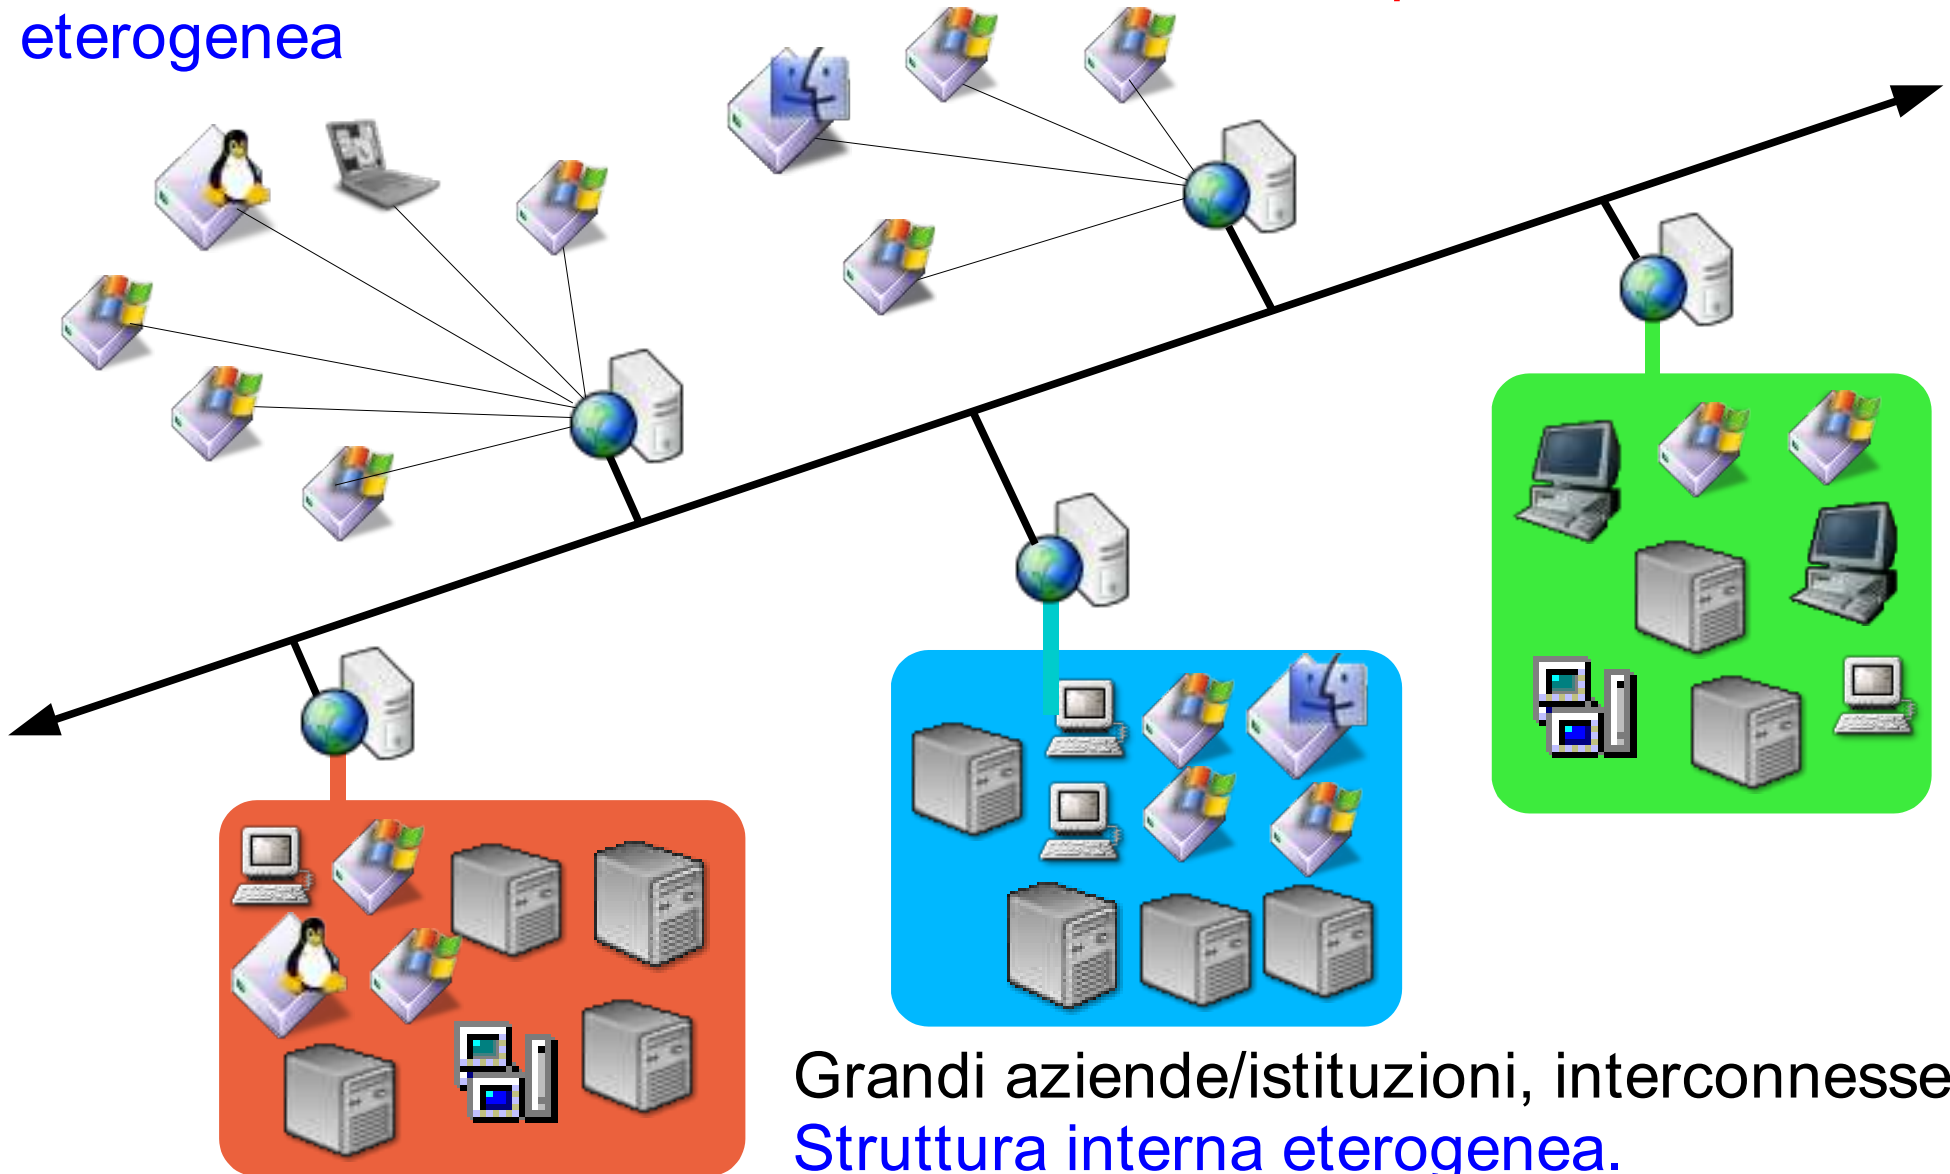 eterogenea
Grandi aziende/istituzioni, interconnesse
Struttura interna eterogenea.